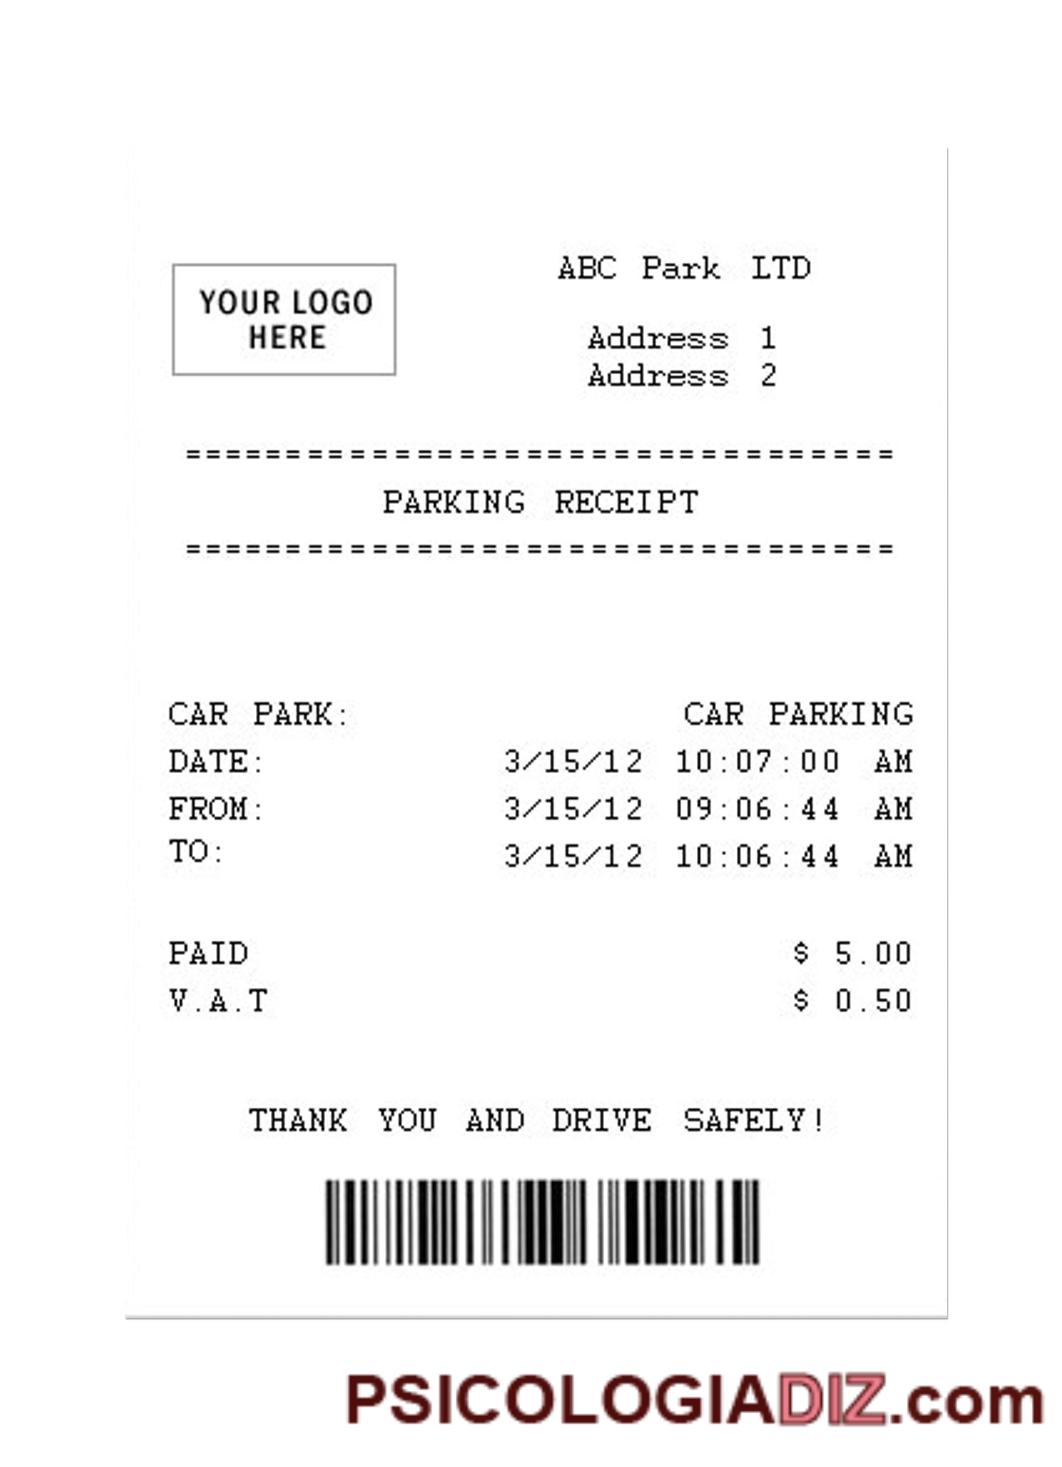 ABC Park LTD
YOUR LOGO
HERE
Address 1
Address 2
=================================
PARKING RECEIPT
=================================
CAR PARK: CAR PARKING
DATE: 3/15/12 10:07:00 AM
FROM: 3/15/12 09:06:44 AM
TO: 3/15/12 10:06:44 AM
PAID $ 5.00
V.A.T $ 0.50
THANK YOU AND DRIVE SAFELY!
PSICOLOGIADIZ.com